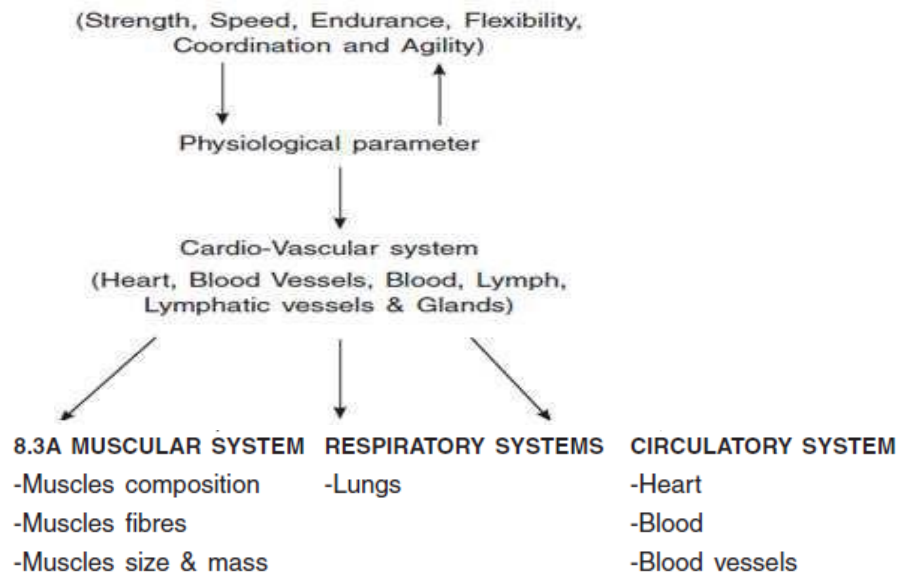 (Strength, Speed, Endurance, Flexibility,
Coordination and Agility)
Physiological parameter
Cardio-Vascular system
(Heart, Blood Vessels, Blood, Lymph,
Lymphatic vessels & Glands)
8.3A MUSCULAR SYSTEM RESPIRATORY SYSTEMS CIRCULATORY SYSTEM
-Muscles composition -Lungs -Heart
-Muscles fibres -Blood
-Muscles size & mass -Blood vessels